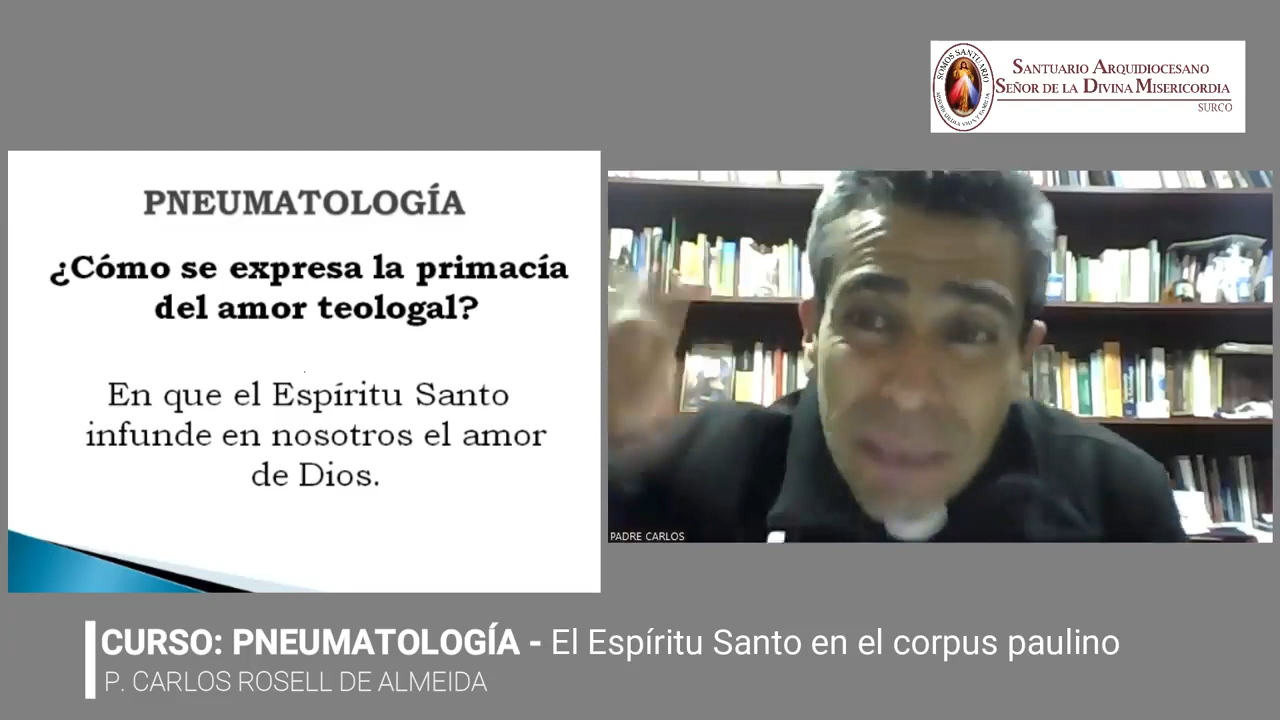 SOMOS SANTUARIO
SANTUARIO ARQUIDIOCESANO
SEÑOR DE LA DIVINA MISERICORDIA
SURCO
PNEUMATOLOGÍA
¿Cómo se expresa la primacía
del amor teologal?
En que el Espíritu Santo
infunde en nosotros el amor
de Dios.
PADRE CARLOS
CURSO: PNEUMATOLOGÍA - El Espíritu Santo en el corpus paulino
P. CARLOS ROSELL DE ALMEIDA